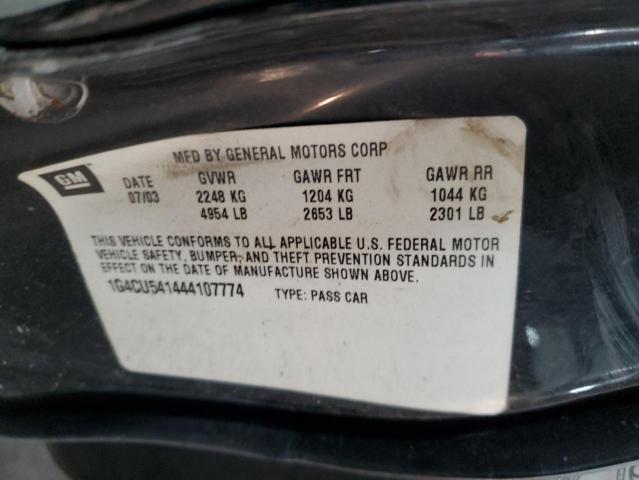 MFD BY GENERAL MOTORS CORP
GM
DATE GVWR GAWR FRT GAWR RR
07/03 2248 KG 1204 KG 1044 KG
4954 LB 2653 LB 2301 LB
THIS VEHICLE CONFORMS TO ALL APPLICABLE U.S. FEDERAL MOTOR
VEHICLE SAFETY, BUMPER, AND THEFT PREVENTION STANDARDS IN
EFFECT ON THE DATE OF MANUFACTURE SHOWN ABOVE.
1G4CU541444107774 TYPE: PASS CAR